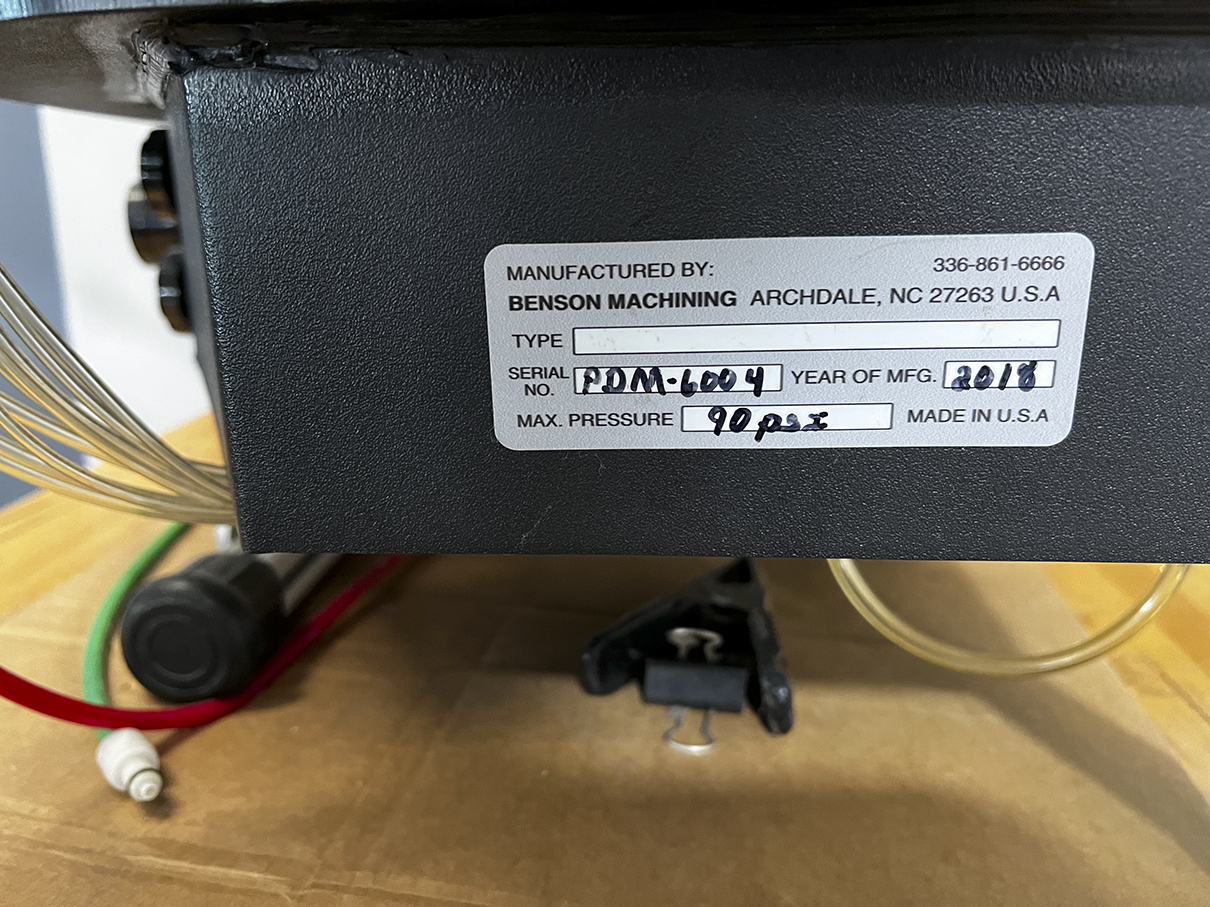 MANUFACTURED BY: 336-861-6666
BENSON MACHINING ARCHDALE, NC 27263 U.S.A
TYPE
SERIAL NO. PDM-6004 YEAR OF MFG. 2018
MAX. PRESSURE 90 psi MADE IN U.S.A